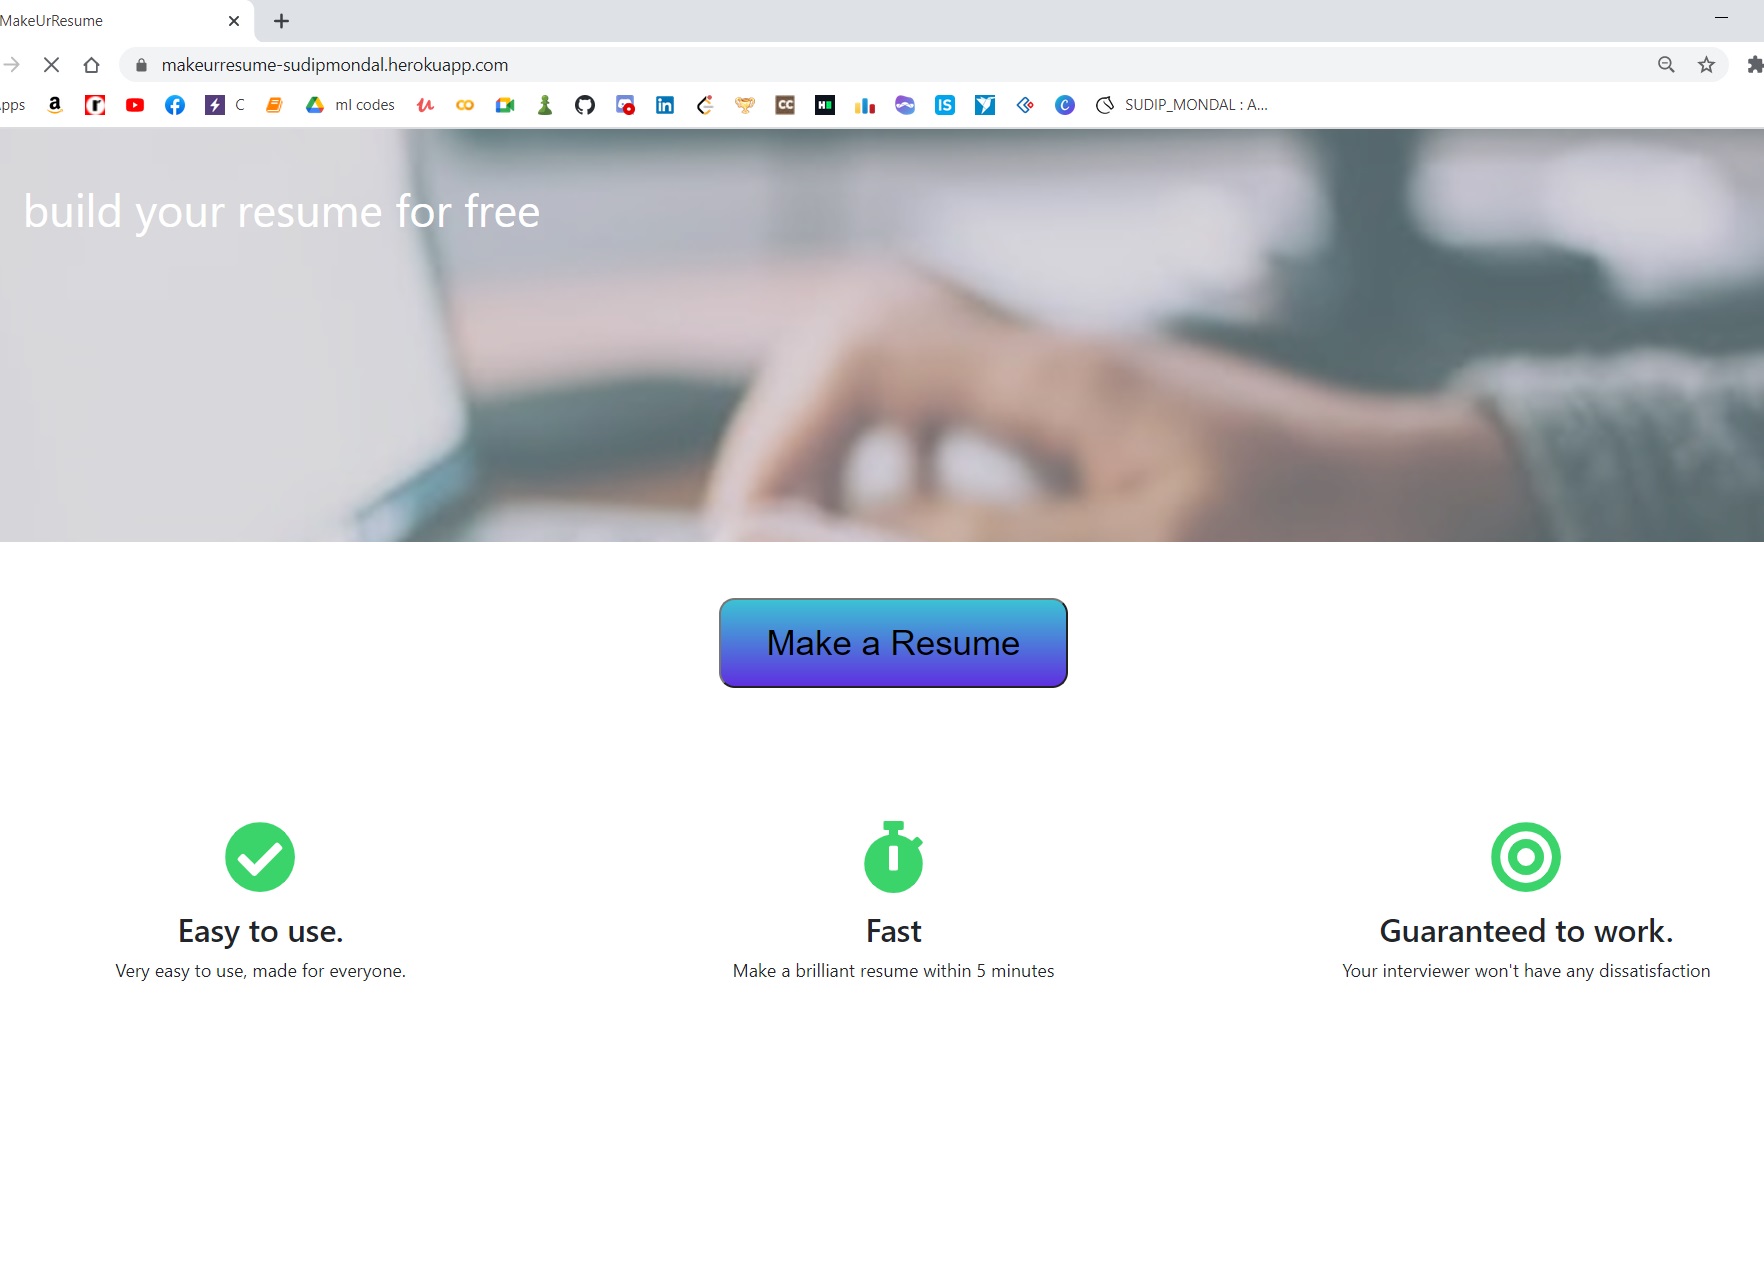 MakeUrResume
makeurresume-sudipmondal.herokuapp.com
C ml codes SUDIP_MONDAL : A...
build your resume for free
Make a Resume
Easy to use.
Very easy to use, made for everyone.
Fast
Make a brilliant resume within 5 minutes
Guaranteed to work.
Your interviewer won't have any dissatisfaction